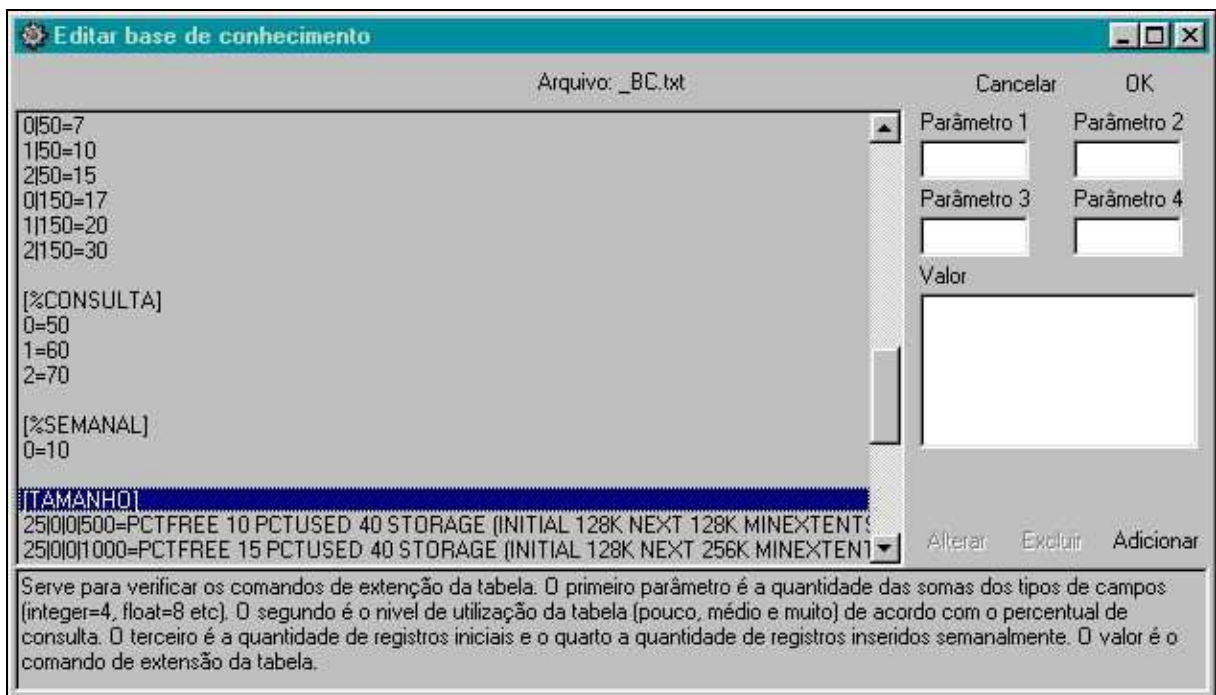 Editar base de conhecimento
Arquivo: _BC.txt
Cancelar OK
0|50=7
1|50=10
2|50=15
0|150=17
1|150=20
2|150=30
[%CONSULTA]
0=50
1=60
2=70
[%SEMANAL]
0=10
[TAMANHO]
25|0|0|500=PCTFREE 10 PCTUSED 40 STORAGE (INITIAL 128K NEXT 128K MINEXTENTS
25|0|0|1000=PCTFREE 15 PCTUSED 40 STORAGE (INITIAL 128K NEXT 256K MINEXTENT
Parâmetro 1 Parâmetro 2
Parâmetro 3 Parâmetro 4
Valor
Alterar Excluir Adicionar
Serve para verificar os comandos de extenção da tabela. O primeiro parâmetro é a quantidade das somas dos tipos de campos
(integer=4, float=8 etc). O segundo é o nivel de utilização da tabela (pouco, médio e muito) de acordo com o percentual de
consulta. O terceiro é a quantidade de registros iniciais e o quarto a quantidade de registros inseridos semanalmente. O valor é o
comando de extensão da tabela.